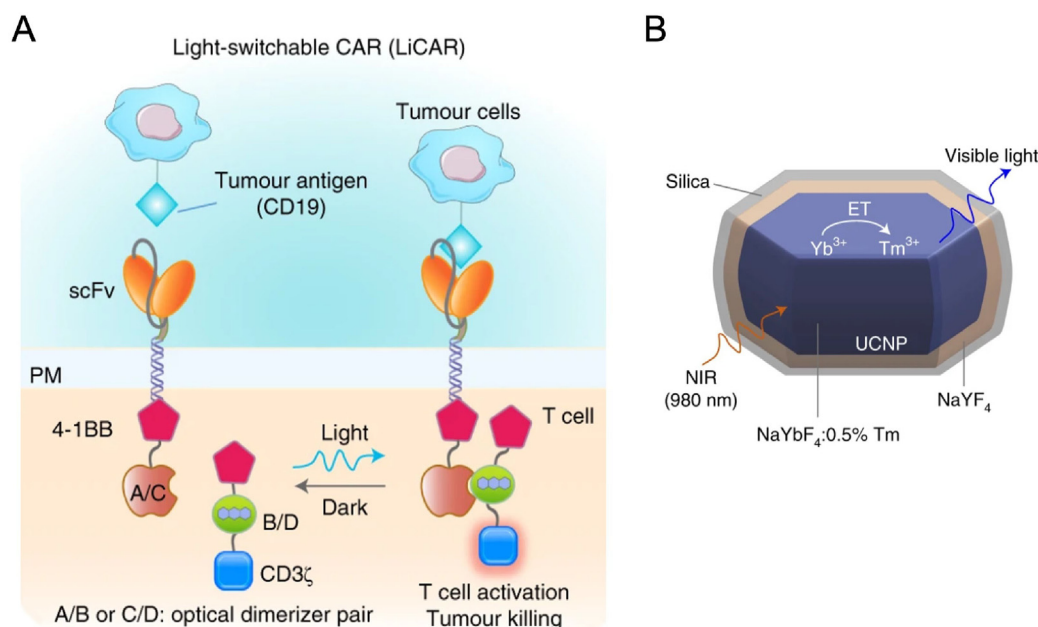 A
Light-switchable CAR (LiCAR)
Tumour cells
Tumour antigen
(CD19)
scFv
PM
4-1BB
T cell
Light
Dark
A/C
B/D
CD3ζ
T cell activation
Tumour killing
A/B or C/D: optical dimerizer pair
B
Visible light
Silica
ET
Yb³⁺
Tm³⁺
UCNP
NIR
(980 nm)
NaYF₄
NaYbF₄:0.5% Tm